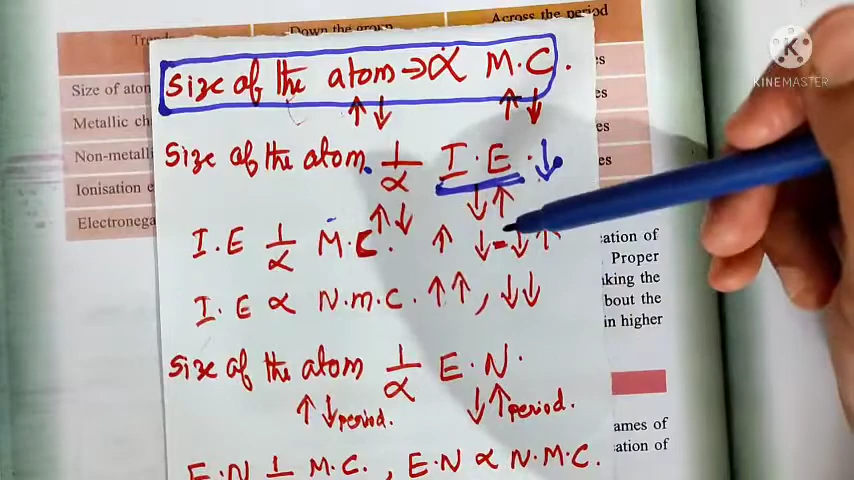 Down the group
Across the period
Trends
KINEMASTER
Size of the atom ⇒ ∝ M.C.
↑ ↓ ↑ ↓
Size of atom
Metallic ch
Non-metalli
Ionisation e
Electronega
Size of the atom. 1/∝ I.E. ↓
↑ ↓ ↓ ↑
I.E 1/∝ M.C. ↑ ↓ - ↓ ↑
I.E ∝ N.m.C. ↑↑, ↓↓
Size of the atom 1/∝ E.N.
↑ ↓ period. ↓ ↑ period.
E.N 1 M.C. , E.N ∝ N.M.C.
cation of
Proper
king the
bout the
in higher
ames of
cation of